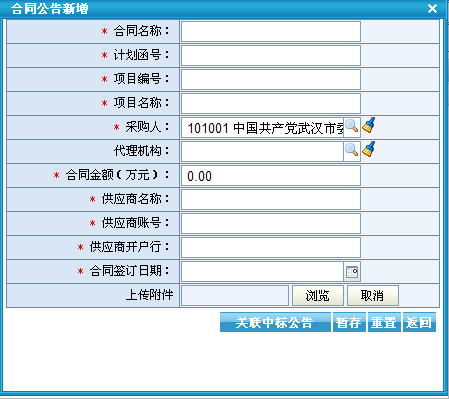 合同公告新增
* 合同名称：
* 计划函号：
* 项目编号：
* 项目名称：
* 采购人： 101001 中国共产党武汉市
代理机构：
* 合同金额（万元）： 0.00
* 供应商名称：
* 供应商账号：
* 供应商开户行：
* 合同签订日期：
上传附件 浏览 取消
关联中标公告 暂存 重置 返回